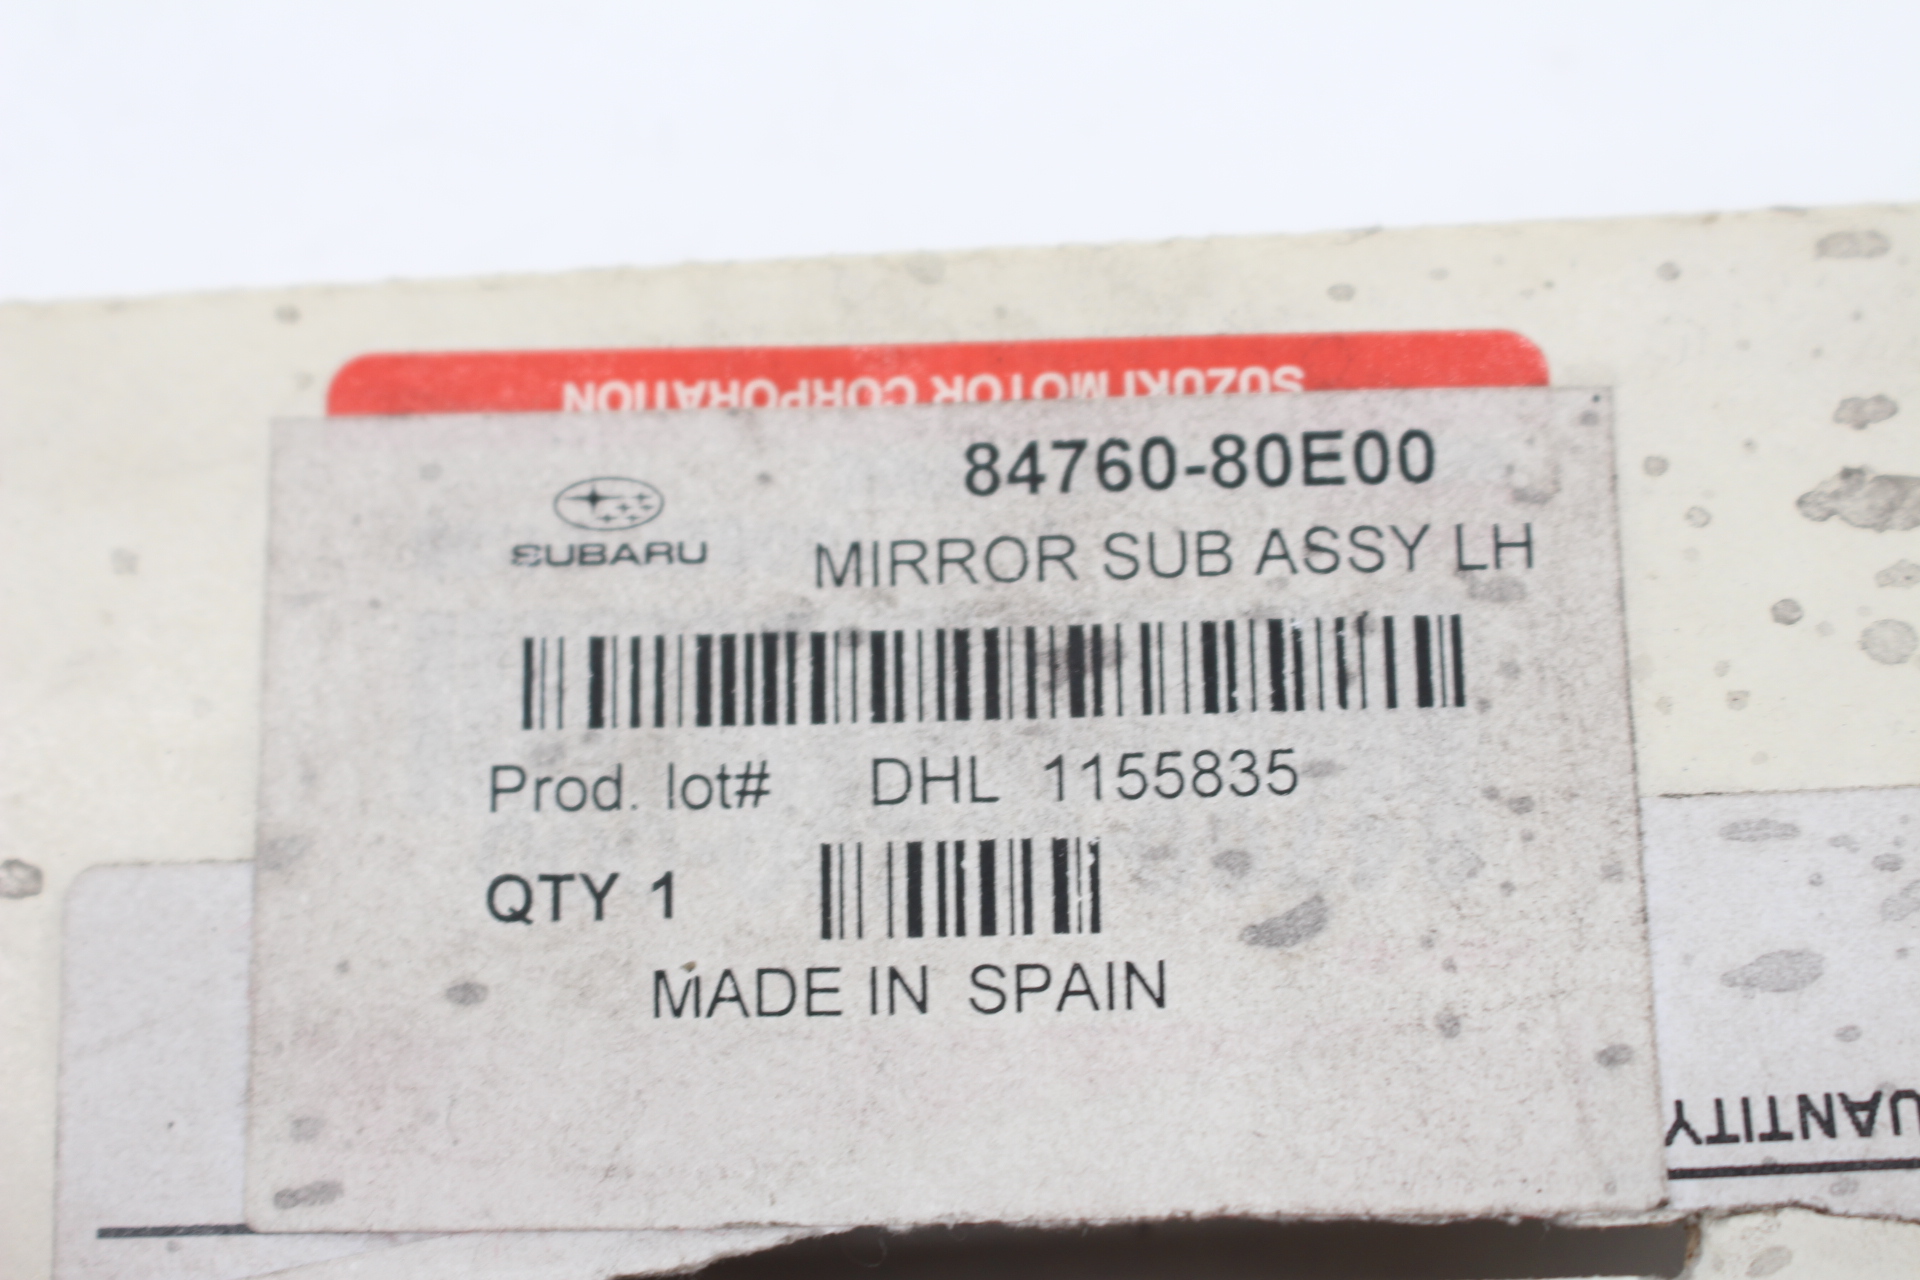 SUZUKI MOTOR CORPORATION
84760-80E00
SUBARU
MIRROR SUB ASSY LH
Prod. lot# DHL 1155835
QTY 1
MADE IN SPAIN
UANTITY